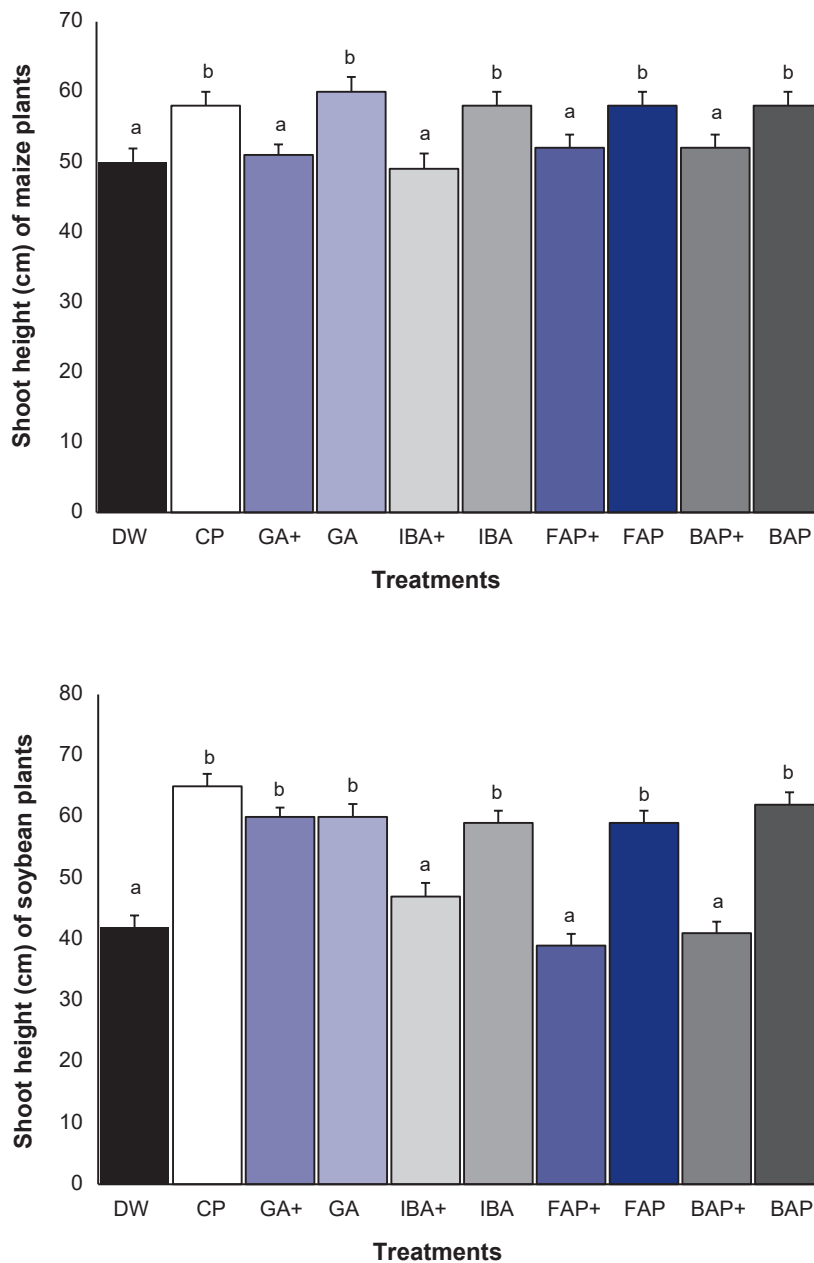 Shoot height (cm) of maize plants
70
60
50
40
30
20
10
0
a
b
a
b
a
b
a
b
a
b
DW CP GA+ GA IBA+ IBA FAP+ FAP BAP+ BAP
Treatments
Shoot height (cm) of soybean plants
80
70
60
50
40
30
20
10
0
a
b
b
b
a
b
a
b
a
b
DW CP GA+ GA IBA+ IBA FAP+ FAP BAP+ BAP
Treatments